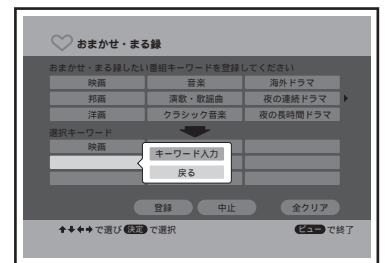 おまかせ・まる録
おまかせ・まる録したい番組キーワードを登録してください
映画 音楽 海外ドラマ
邦画 演歌・歌謡曲 夜の連続ドラマ
洋画 クラシック音楽 夜の長時間ドラマ
選択キーワード
映画
キーワード入力
戻る
登録 中止 全クリア
↑↓←→で選び 決定 で選択 ビュー で終了